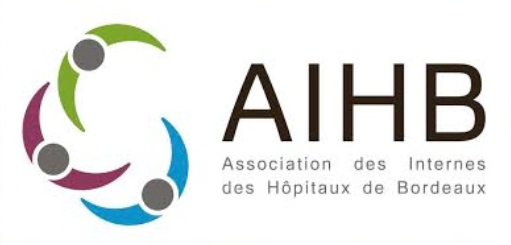 AIHB
Association des Internes
des Hôpitaux de Bordeaux